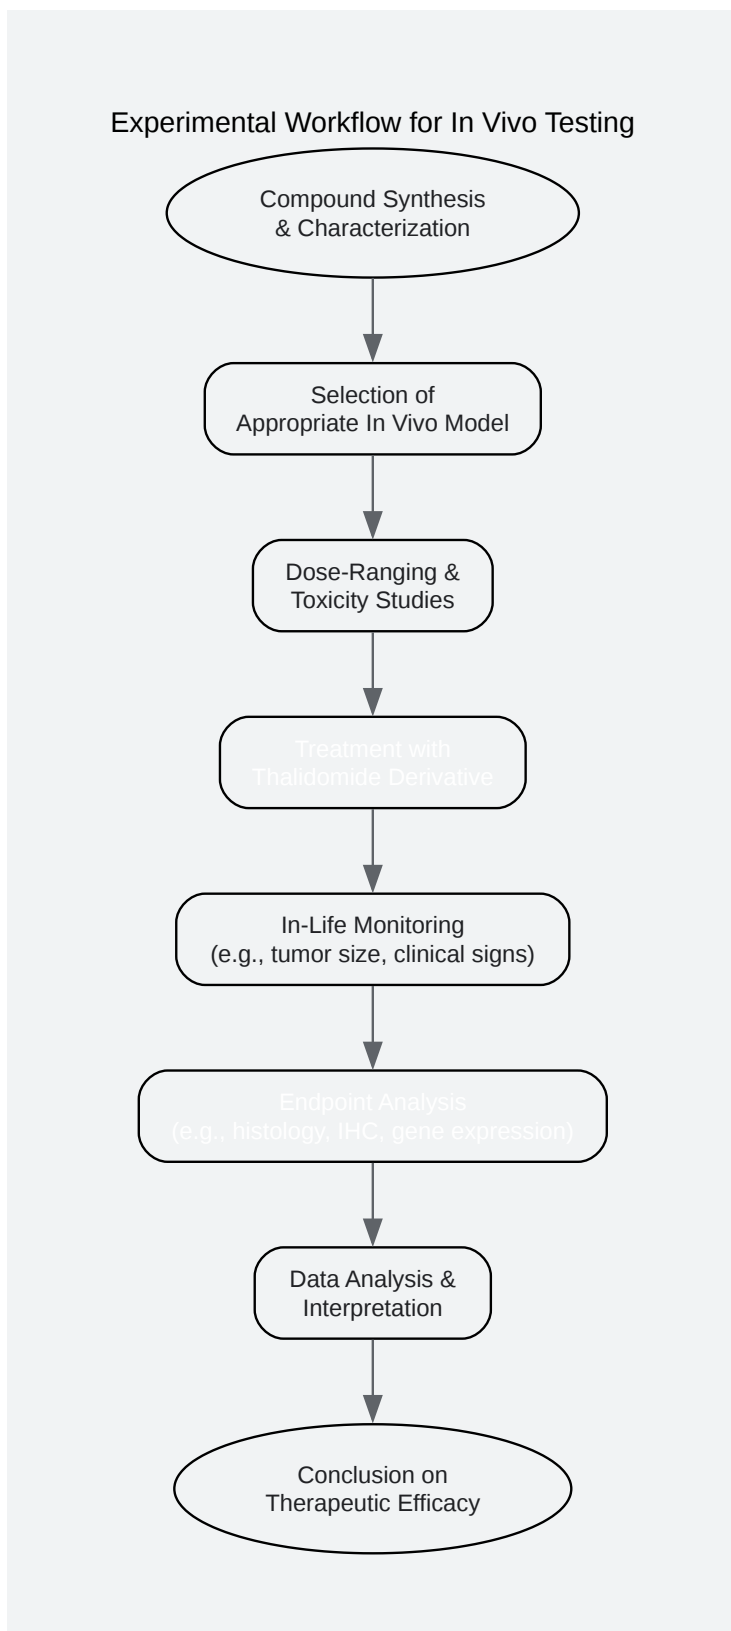 Experimental Workflow for In Vivo Testing
Compound Synthesis
& Characterization
Selection of
Appropriate In Vivo Model
Dose-Ranging &
Toxicity Studies
Treatment with
Thalidomide Derivative
In-Life Monitoring
(e.g., tumor size, clinical signs)
Endpoint Analysis
(e.g., histology, IHC, gene expression)
Data Analysis &
Interpretation
Conclusion on
Therapeutic Efficacy